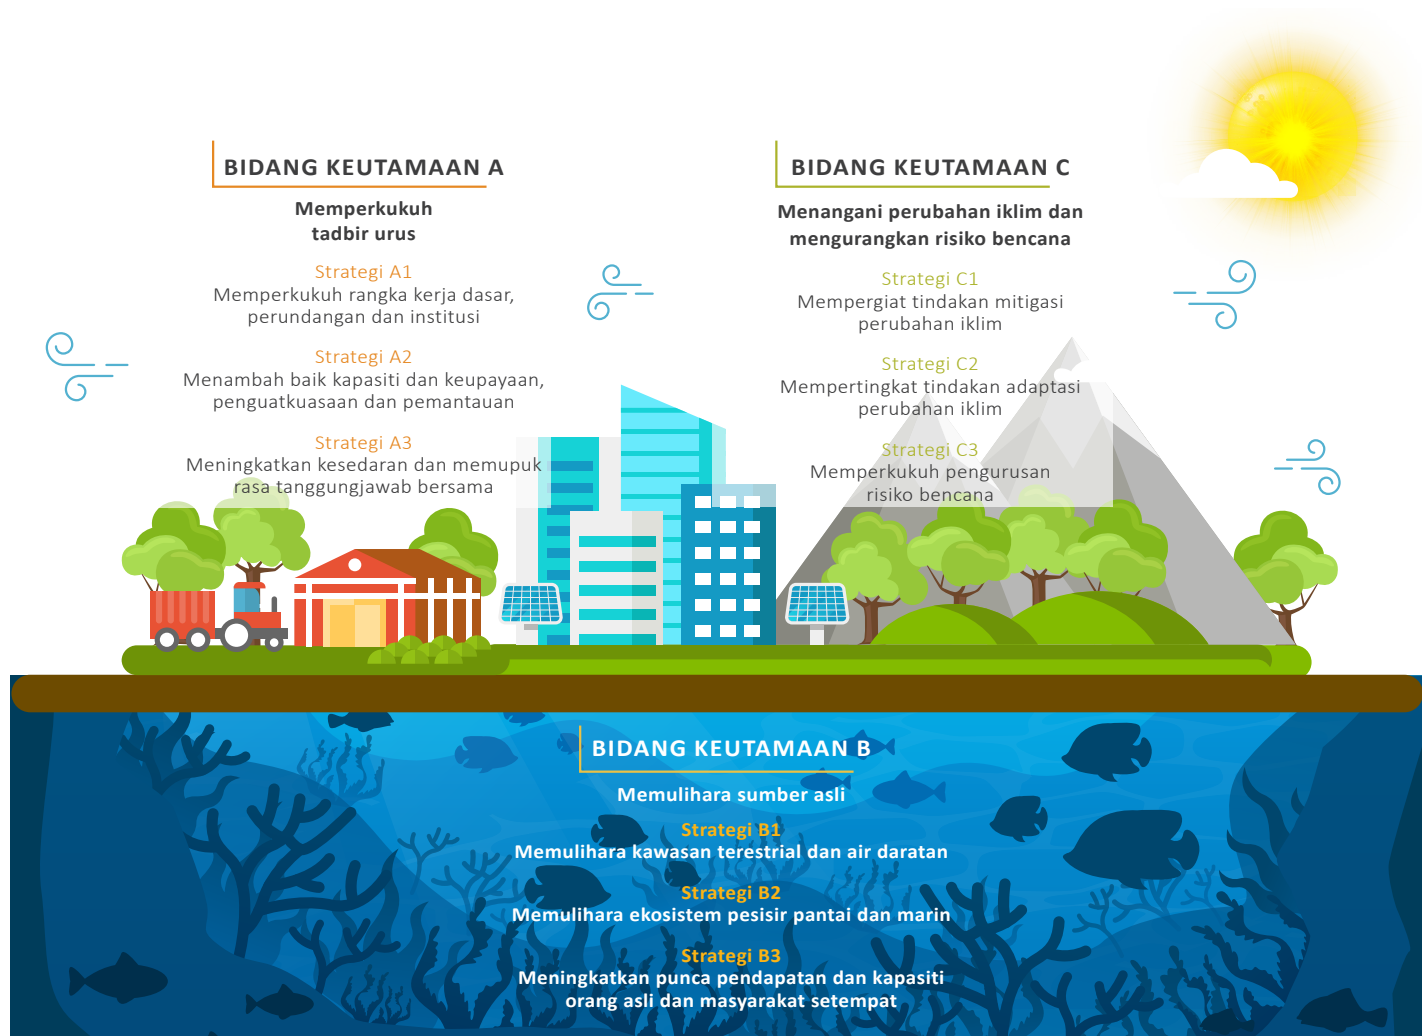 BIDANG KEUTAMAAN A
Memperkukuh
tadbir urus
Strategi A1
Memperkukuh rangka kerja dasar,
perundangan dan institusi
Strategi A2
Menambah baik kapasiti dan keupayaan,
penguatkuasaan dan pemantauan
Strategi A3
Meningkatkan kesedaran dan memupuk
rasa tanggungjawab bersama
BIDANG KEUTAMAAN C
Menangani perubahan iklim dan
mengurangkan risiko bencana
Strategi C1
Mempergiat tindakan mitigasi
perubahan iklim
Strategi C2
Mempertingkat tindakan adaptasi
perubahan iklim
Strategi C3
Memperkukuh pengurusan
risiko bencana
BIDANG KEUTAMAAN B
Memulihara sumber asli
Strategi B1
Memulihara kawasan terestrial dan air daratan
Strategi B2
Memulihara ekosistem pesisir pantai dan marin
Strategi B3
Meningkatkan punca pendapatan dan kapasiti
orang asli dan masyarakat setempat